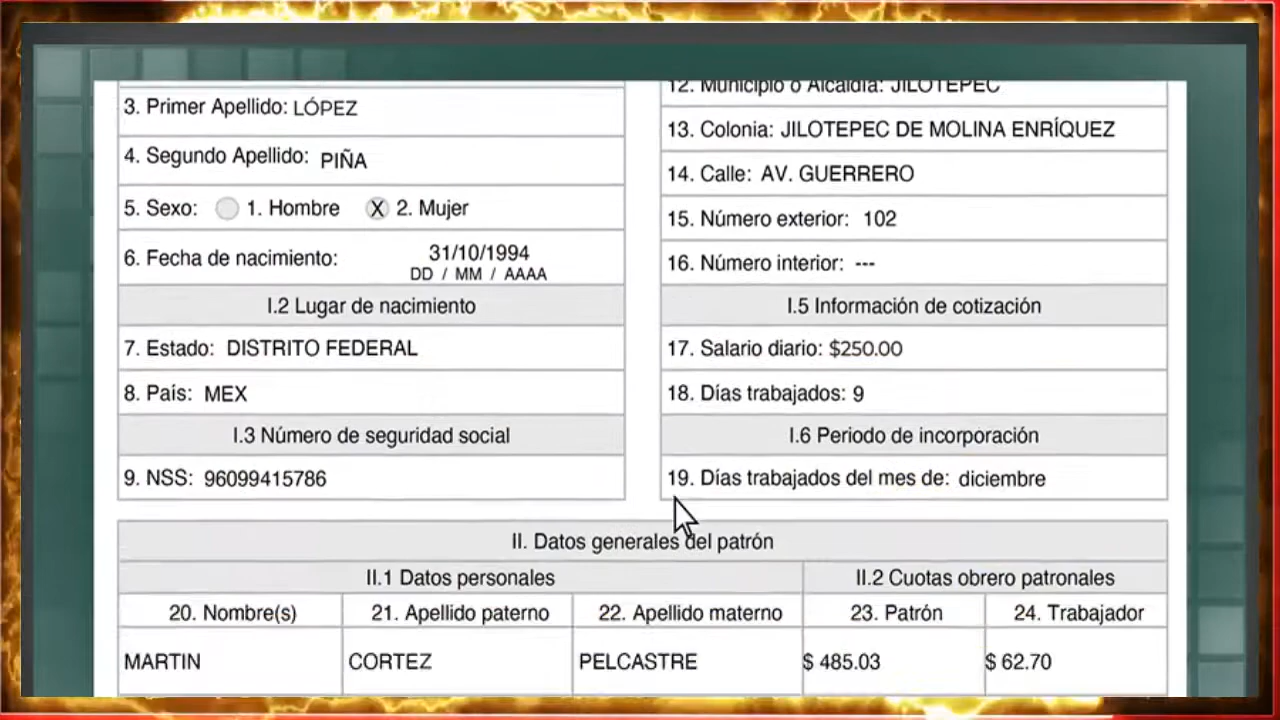 3. Primer Apellido: LÓPEZ
4. Segundo Apellido: PIÑA
5. Sexo: 1. Hombre X 2. Mujer
6. Fecha de nacimiento: 31/10/1994
DD / MM / AAAA
I.2 Lugar de nacimiento
7. Estado: DISTRITO FEDERAL
8. País: MEX
I.3 Número de seguridad social
9. NSS: 96099415786
12. Municipio o Alcaldía: JILOTEPEC
13. Colonia: JILOTEPEC DE MOLINA ENRÍQUEZ
14. Calle: AV. GUERRERO
15. Número exterior: 102
16. Número interior: ---
I.5 Información de cotización
17. Salario diario: $250.00
18. Días trabajados: 9
I.6 Periodo de incorporación
19. Días trabajados del mes de: diciembre
II. Datos generales del patrón
II.1 Datos personales II.2 Cuotas obrero patronales
20. Nombre(s) 21. Apellido paterno 22. Apellido materno 23. Patrón 24. Trabajador
MARTIN CORTEZ PELCASTRE $ 485.03 $ 62.70